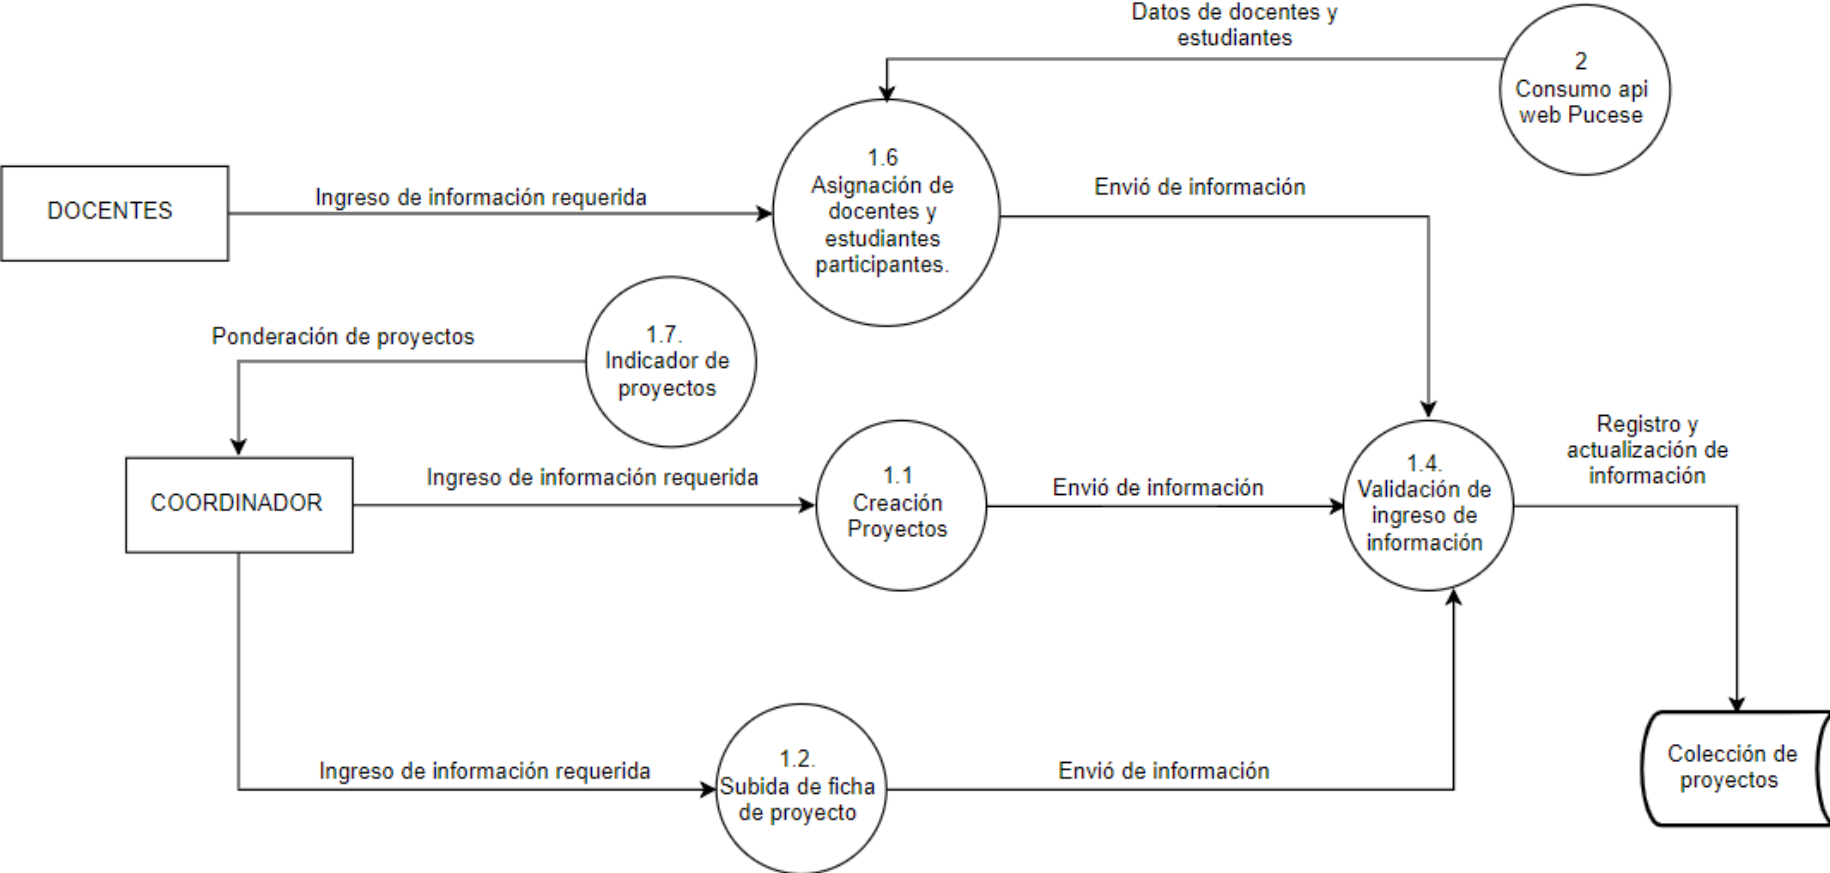 Datos de docentes y
estudiantes
2
Consumo api
web Pucese
1.6
Asignación de
docentes y
estudiantes
participantes.
Envió de información
Ingreso de información requerida
DOCENTES
1.7.
Indicador de
proyectos
Ponderación de proyectos
Registro y
actualización de
información
COORDINADOR
Ingreso de información requerida
1.1
Creación
Proyectos
Envió de información
1.4.
Validación de
ingreso de
información
1.2.
Subida de ficha
de proyecto
Ingreso de información requerida
Envió de información
Colección de
proyectos